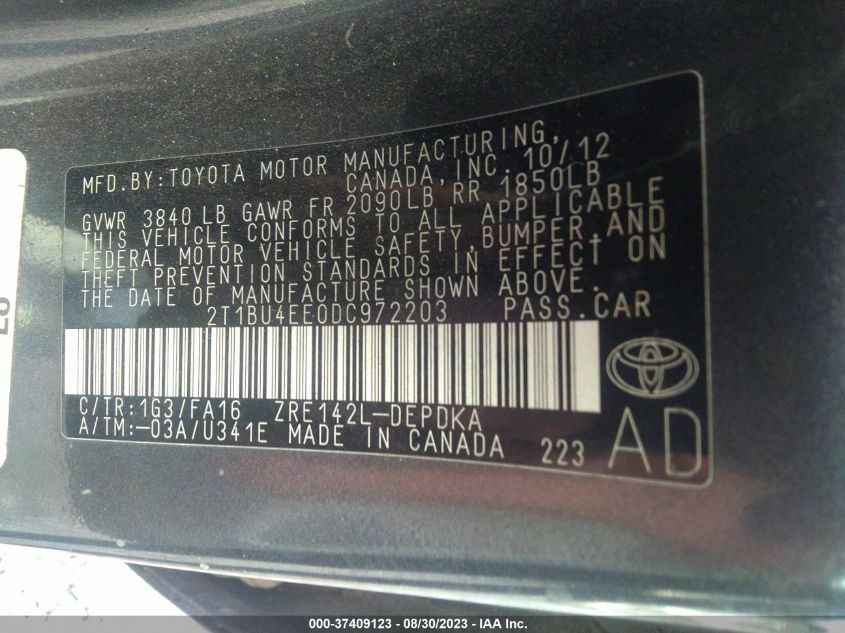 MFD.BY:TOYOTA MOTOR MANUFACTURING,
CANADA,INC. 10/12
GVWR 3840 LB GAWR FR 2090LB RR 1850LB
THIS VEHICLE CONFORMS TO ALL APPLICABLE
FEDERAL MOTOR VEHICLE SAFETY,BUMPER,AND
THEFT PREVENTION STANDARDS IN EFFECT ON
THE DATE OF MANUFACTURE SHOWN ABOVE.
2T1BU4EE0DC972203 PASS.CAR
C/TR:1G3/FA16 ZRE142L-DEPDKA
A/TM:-03A/U341E MADE IN CANADA 223
AD
000-37409123 - 08/30/2023 - IAA Inc.